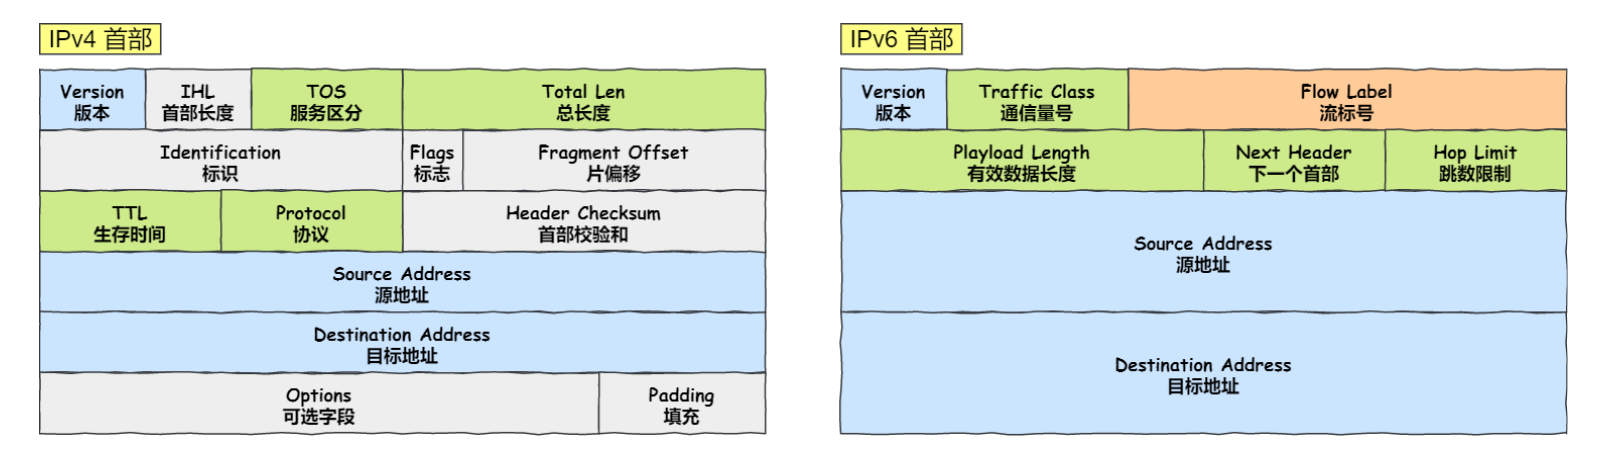 IPv4 首部
Version
版本
IHL
首部长度
TOS
服务区分
Total Len
总长度
Identification
标识
Flags
标志
Fragment Offset
片偏移
TTL
生存时间
Protocol
协议
Header Checksum
首部校验和
Source Address
源地址
Destination Address
目标地址
Options
可选字段
Padding
填充
IPv6 首部
Version
版本
Traffic Class
通信量号
Flow Label
流标号
Playload Length
有效数据长度
Next Header
下一个首部
Hop Limit
跳数限制
Source Address
源地址
Destination Address
目标地址